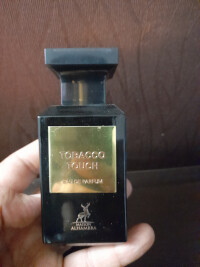 TOBACCO
TOUCH
EAU DE PARFUM
MAISON
ALHAMBRA